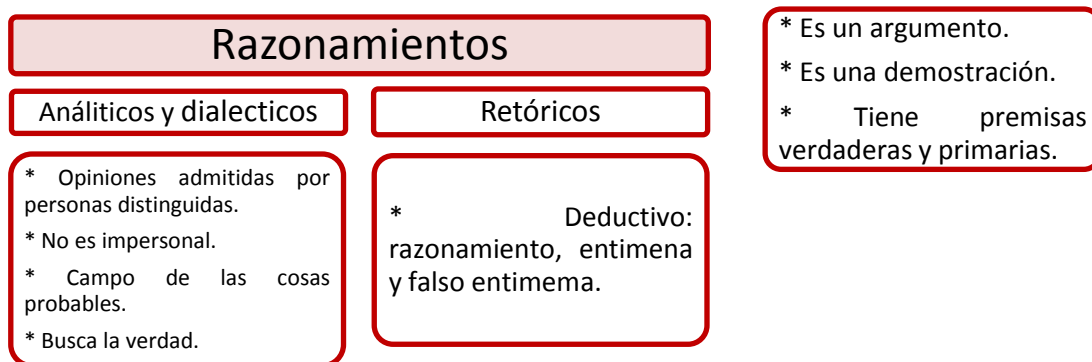 Razonamientos
Análiticos y dialecticos
* Opiniones admitidas por
personas distinguidas.
* No es impersonal.
* Campo de las cosas
probables.
* Busca la verdad.
Retóricos
* Deductivo:
razonamiento, entimena
y falso entimema.
* Es un argumento.
* Es una demostración.
* Tiene premisas
verdaderas y primarias.